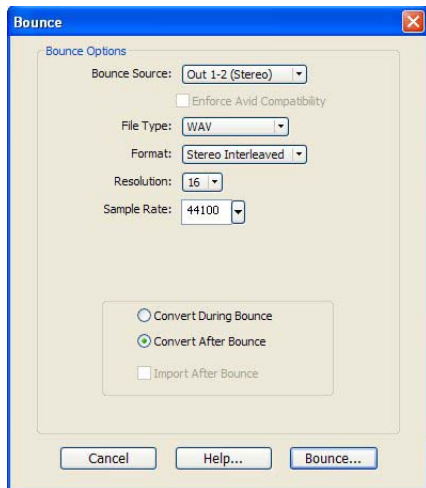 Bounce
Bounce Options
Bounce Source: Out 1-2 (Stereo)
Enforce Avid Compatibility
File Type: WAV
Format: Stereo Interleaved
Resolution: 16
Sample Rate: 44100
Convert During Bounce
Convert After Bounce
Import After Bounce
Cancel Help... Bounce...